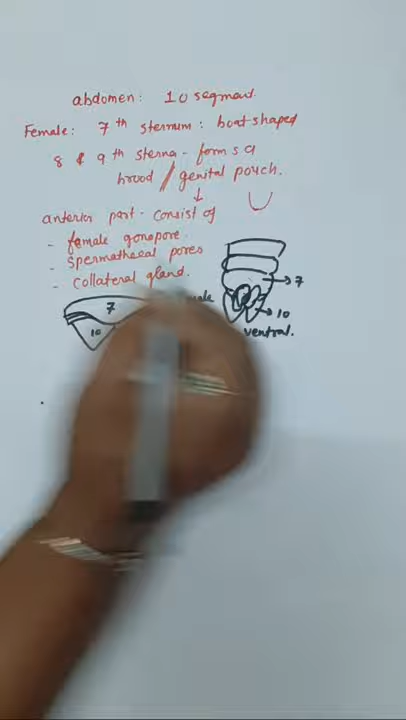 abdomen: 10 segment.
Female: 7th sternum: boat-shaped
8 & 9th sterna - forms a
brood / genital pouch.
anterior part - consist of
- female gonopore.
- spermathecal pores
- collateral gland.
7
10
7
10
ventral.